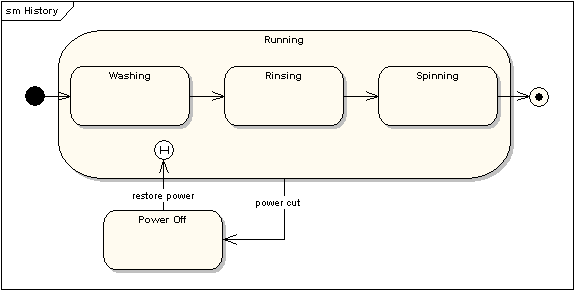 sm History
Running
Washing
Rinsing
Spinning
H
restore power
power cut
Power Off